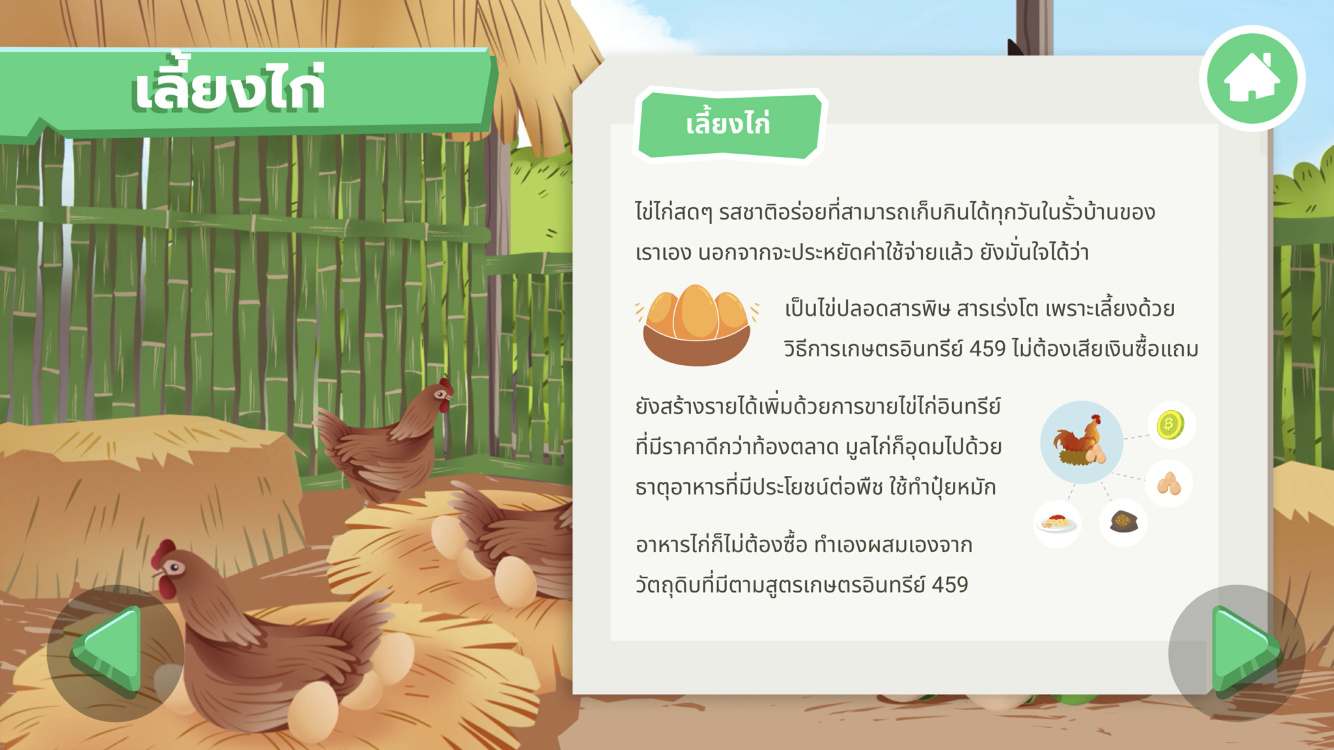 เลี้ยงไก่
เลี้ยงไก่
ไข่ไก่สดๆ รสชาติอร่อยที่สามารถเก็บกินได้ทุกวันในรั้วบ้านของ
เราเอง นอกจากจะประหยัดค่าใช้จ่ายแล้ว ยังมั่นใจได้ว่า
เป็นไข่ปลอดสารพิษ สารเร่งโต เพราะเลี้ยงด้วย
วิธีการเกษตรอินทรีย์ 459 ไม่ต้องเสียเงินซื้อแถม
ยังสร้างรายได้เพิ่มด้วยการขายไข่ไก่อินทรีย์
ที่มีราคาดีกว่าท้องตลาด มูลไก่ก็อุดมไปด้วย
ธาตุอาหารที่มีประโยชน์ต่อพืช ใช้ทำปุ๋ยหมัก
อาหารไก่ก็ไม่ต้องซื้อ ทำเองผสมเองจาก
วัตถุดิบที่มีตามสูตรเกษตรอินทรีย์ 459